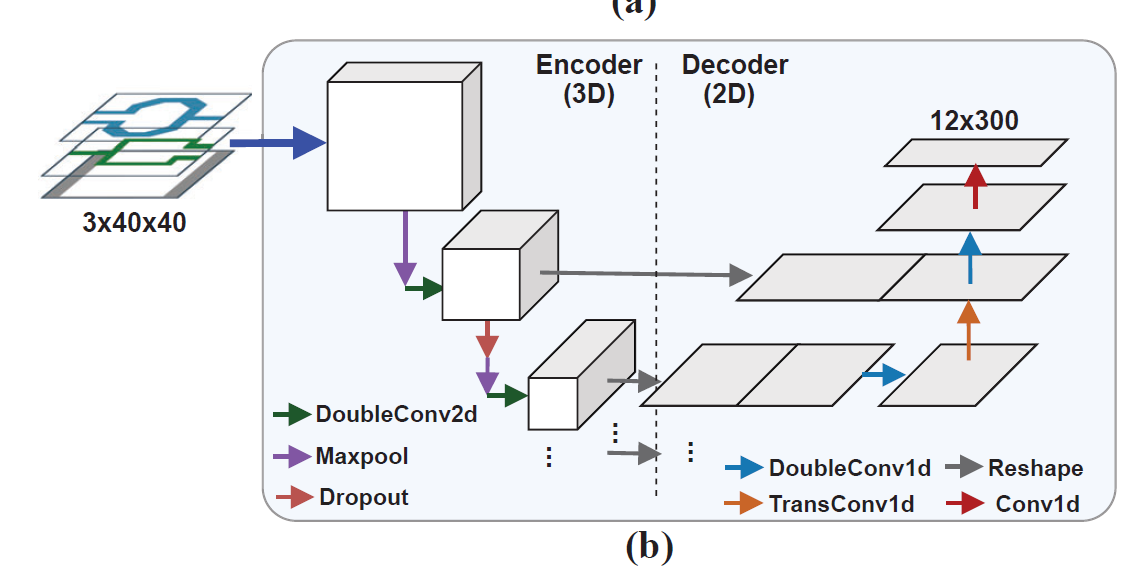 (a)
Encoder
(3D)
Decoder
(2D)
12x300
3x40x40
DoubleConv2d
Maxpool
Dropout
DoubleConv1d
Reshape
TransConv1d
Conv1d
(b)